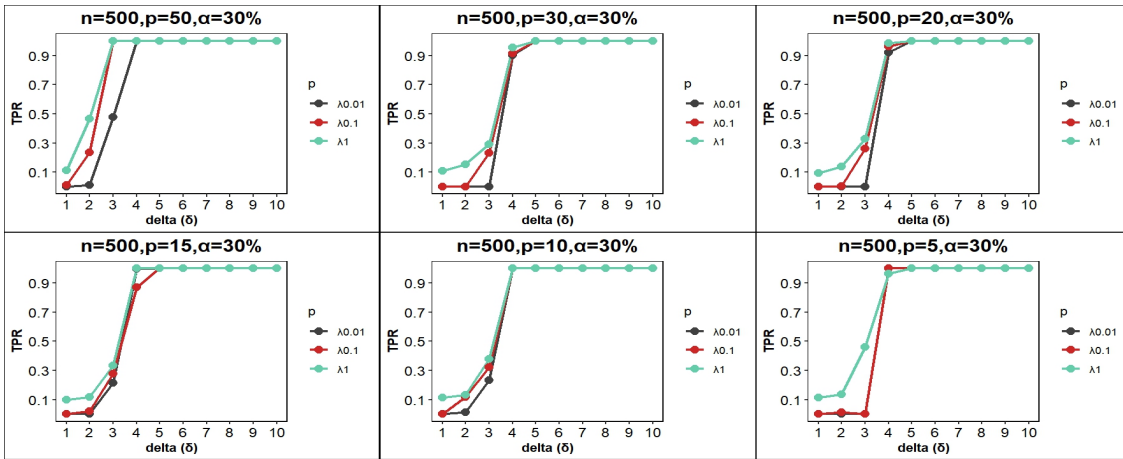 n=500,p=50,α=30%
TPR
0.9
0.7
0.5
0.3
0.1
1 2 3 4 5 6 7 8 9 10
delta (δ)
p
λ0.01
λ0.1
λ1
n=500,p=30,α=30%
TPR
0.9
0.7
0.5
0.3
0.1
1 2 3 4 5 6 7 8 9 10
delta (δ)
p
λ0.01
λ0.1
λ1
n=500,p=20,α=30%
TPR
0.9
0.7
0.5
0.3
0.1
1 2 3 4 5 6 7 8 9 10
delta (δ)
p
λ0.01
λ0.1
λ1
n=500,p=15,α=30%
TPR
0.9
0.7
0.5
0.3
0.1
1 2 3 4 5 6 7 8 9 10
delta (δ)
p
λ0.01
λ0.1
λ1
n=500,p=10,α=30%
TPR
0.9
0.7
0.5
0.3
0.1
1 2 3 4 5 6 7 8 9 10
delta (δ)
p
λ0.01
λ0.1
λ1
n=500,p=5,α=30%
TPR
0.9
0.7
0.5
0.3
0.1
1 2 3 4 5 6 7 8 9 10
delta (δ)
p
λ0.01
λ0.1
λ1